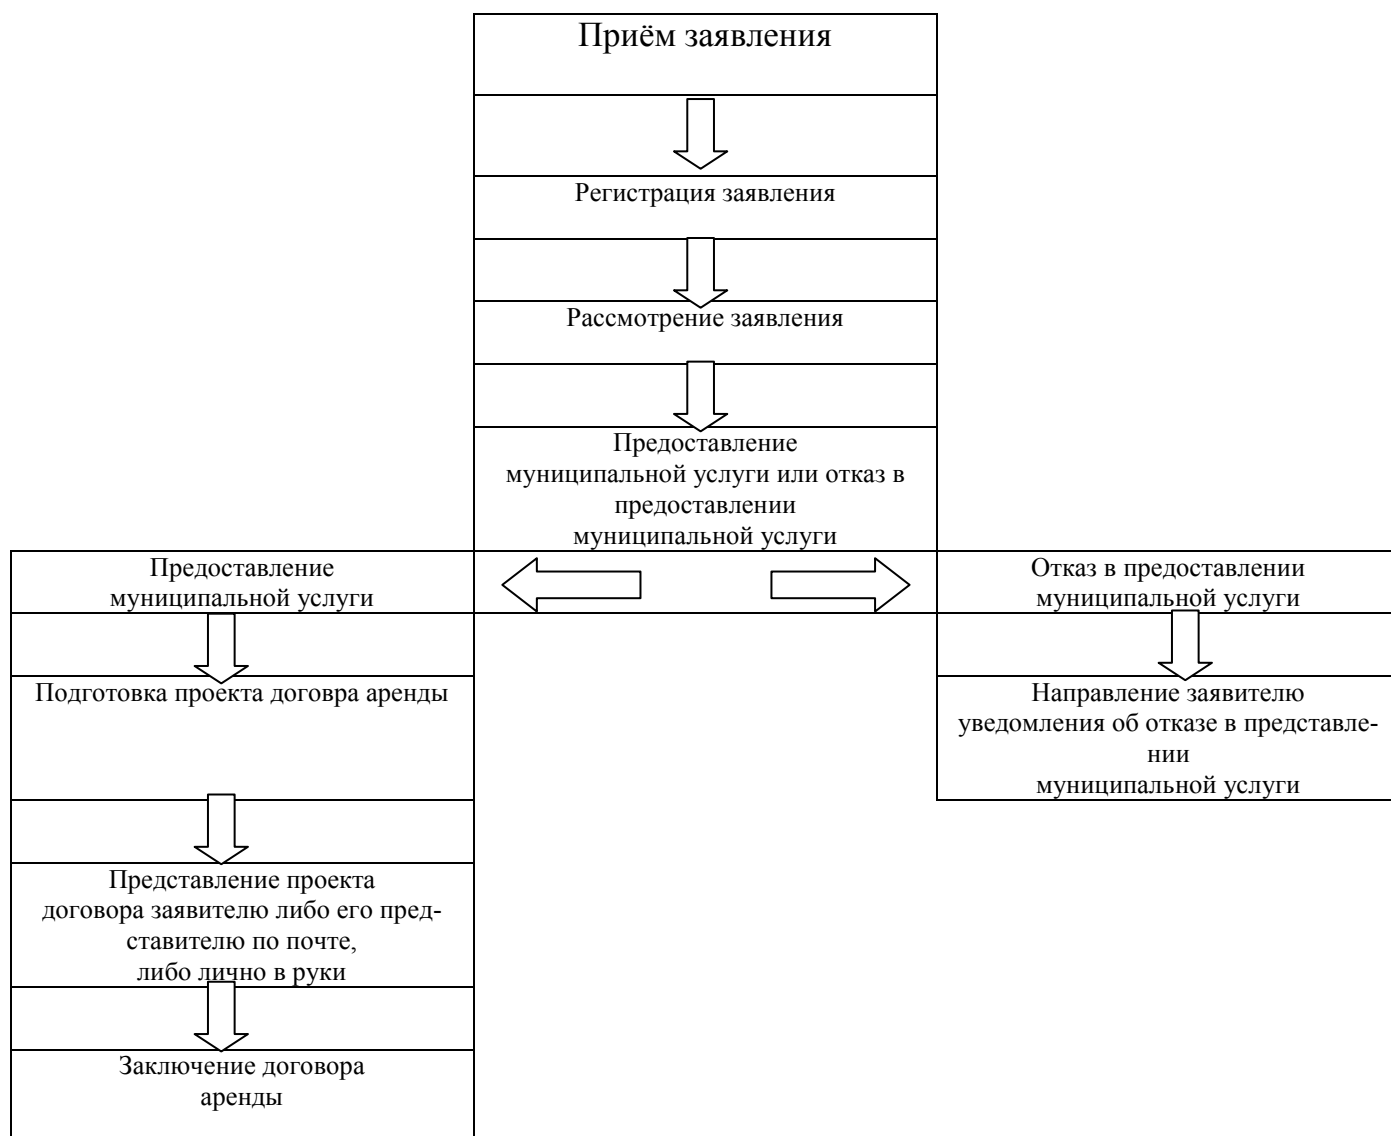 Приём заявления
Регистрация заявления
Рассмотрение заявления
Предоставление
муниципальной услуги или отказ в
предоставлении
муниципальной услуги
Предоставление
муниципальной услуги
Отказ в предоставлении
муниципальной услуги
Подготовка проекта договра аренды
Направление заявителю
уведомления об отказе в представле-
нии
муниципальной услуги
Представление проекта
договора заявителю либо его пред-
ставителю по почте,
либо лично в руки
Заключение договора
аренды